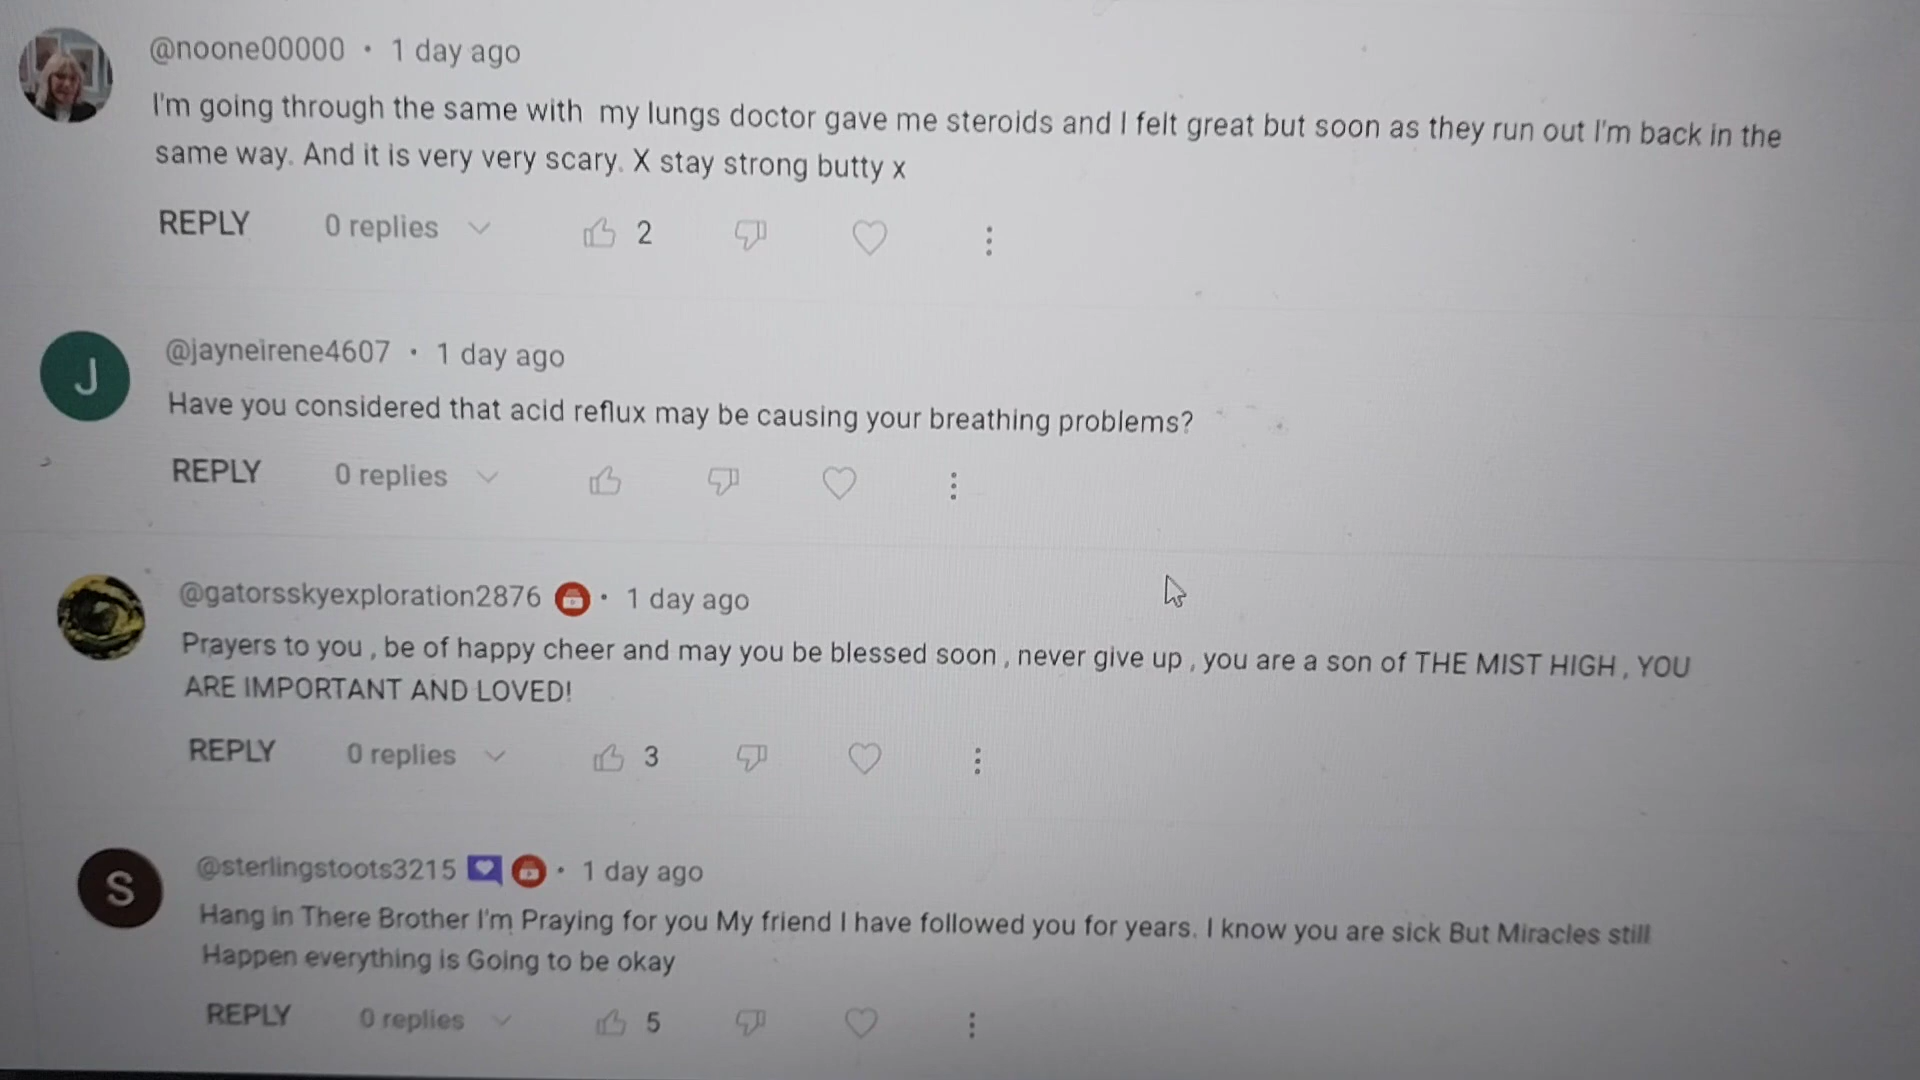 @noone00000 • 1 day ago
I'm going through the same with  my lungs doctor gave me steroids and I felt great but soon as they run out I'm back in the
same way. And it is very very scary. X stay strong butty x
REPLY 0 replies 2
J
@jayneirene4607 • 1 day ago
Have you considered that acid reflux may be causing your breathing problems?
REPLY 0 replies
@gatorsskyexploration2876 • 1 day ago
Prayers to you , be of happy cheer and may you be blessed soon , never give up , you are a son of THE MIST HIGH , YOU
ARE IMPORTANT AND LOVED!
REPLY 0 replies 3
S
@sterlingstoots3215 • 1 day ago
Hang in There Brother I'm Praying for you My friend I have followed you for years. I know you are sick But Miracles still
Happen everything is Going to be okay
REPLY 0 replies 5